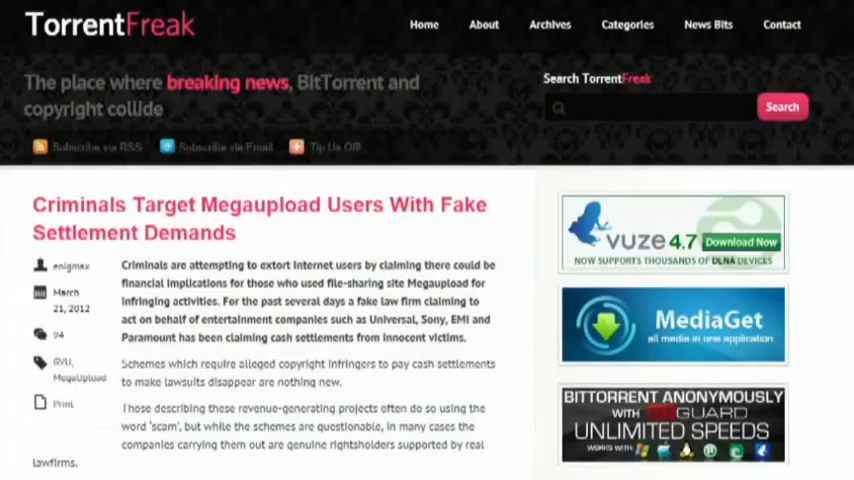 TorrentFreak
Home About Archives Categories News Bits Contact
The place where breaking news, BitTorrent and
copyright collide
Search TorrentFreak
Search
Subscribe via RSS Subscribe via Email Tip Us Off!
Criminals Target Megaupload Users With Fake
Settlement Demands
enigmax
March
21, 2012
94
GVU,
MegaUpload
Print
Criminals are attempting to extort Internet users by claiming there could be
financial implications for those who used file-sharing site Megaupload for
infringing activities. For the past several days a fake law firm claiming to
act on behalf of entertainment companies such as Universal, Sony, EMI and
Paramount has been claiming cash settlements from innocent victims.
Schemes which require alleged copyright infringers to pay cash settlements
to make lawsuits disappear are nothing new.
Those describing these revenue-generating projects often do so using the
word 'scam', but while the schemes are questionable, in many cases the
companies carrying them out are genuine rightsholders supported by real
lawfirms.
VUZE 4.7 Download Now
NOW SUPPORTS THOUSANDS OF DLNA DEVICES
MediaGet
all media in one application
BITTORRENT ANONYMOUSLY
WITH GUARD
UNLIMITED SPEEDS
WORKS WITH